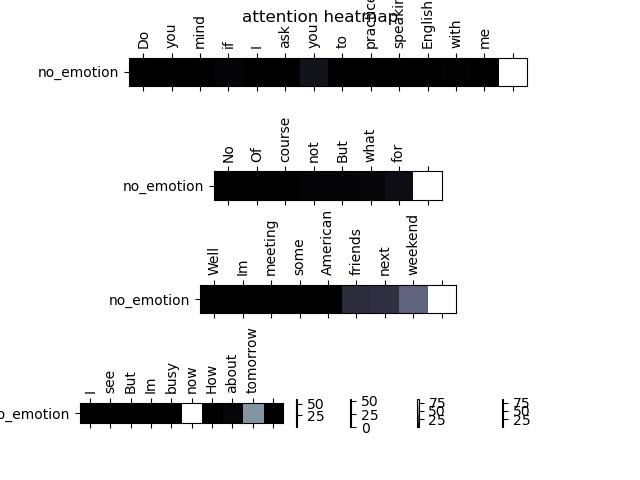 attention heatmap
Do you mind if I ask you to practice speaking English with me
no_emotion
No Of course not But what for
no_emotion
Well Im meeting some American friends next weekend
no_emotion
I see But Im busy now How about tomorrow
no_emotion
50
25
50
25
0
75
50
25
75
50
25